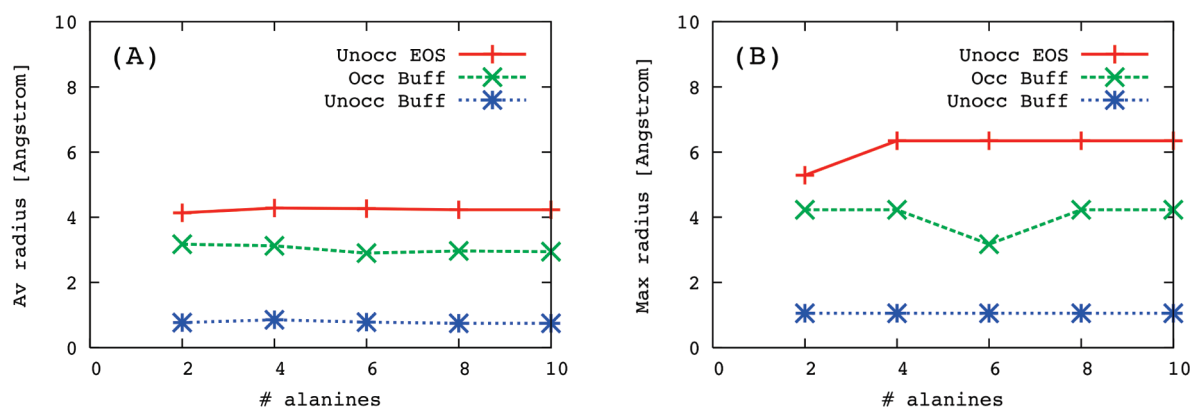 (A)
Unocc EOS
Occ Buff
Unocc Buff
Av radius [Angstrom]
10
8
6
4
2
0
0 2 4 6 8 10
# alanines
(B)
Unocc EOS
Occ Buff
Unocc Buff
Max radius [Angstrom]
10
8
6
4
2
0
0 2 4 6 8 10
# alanines